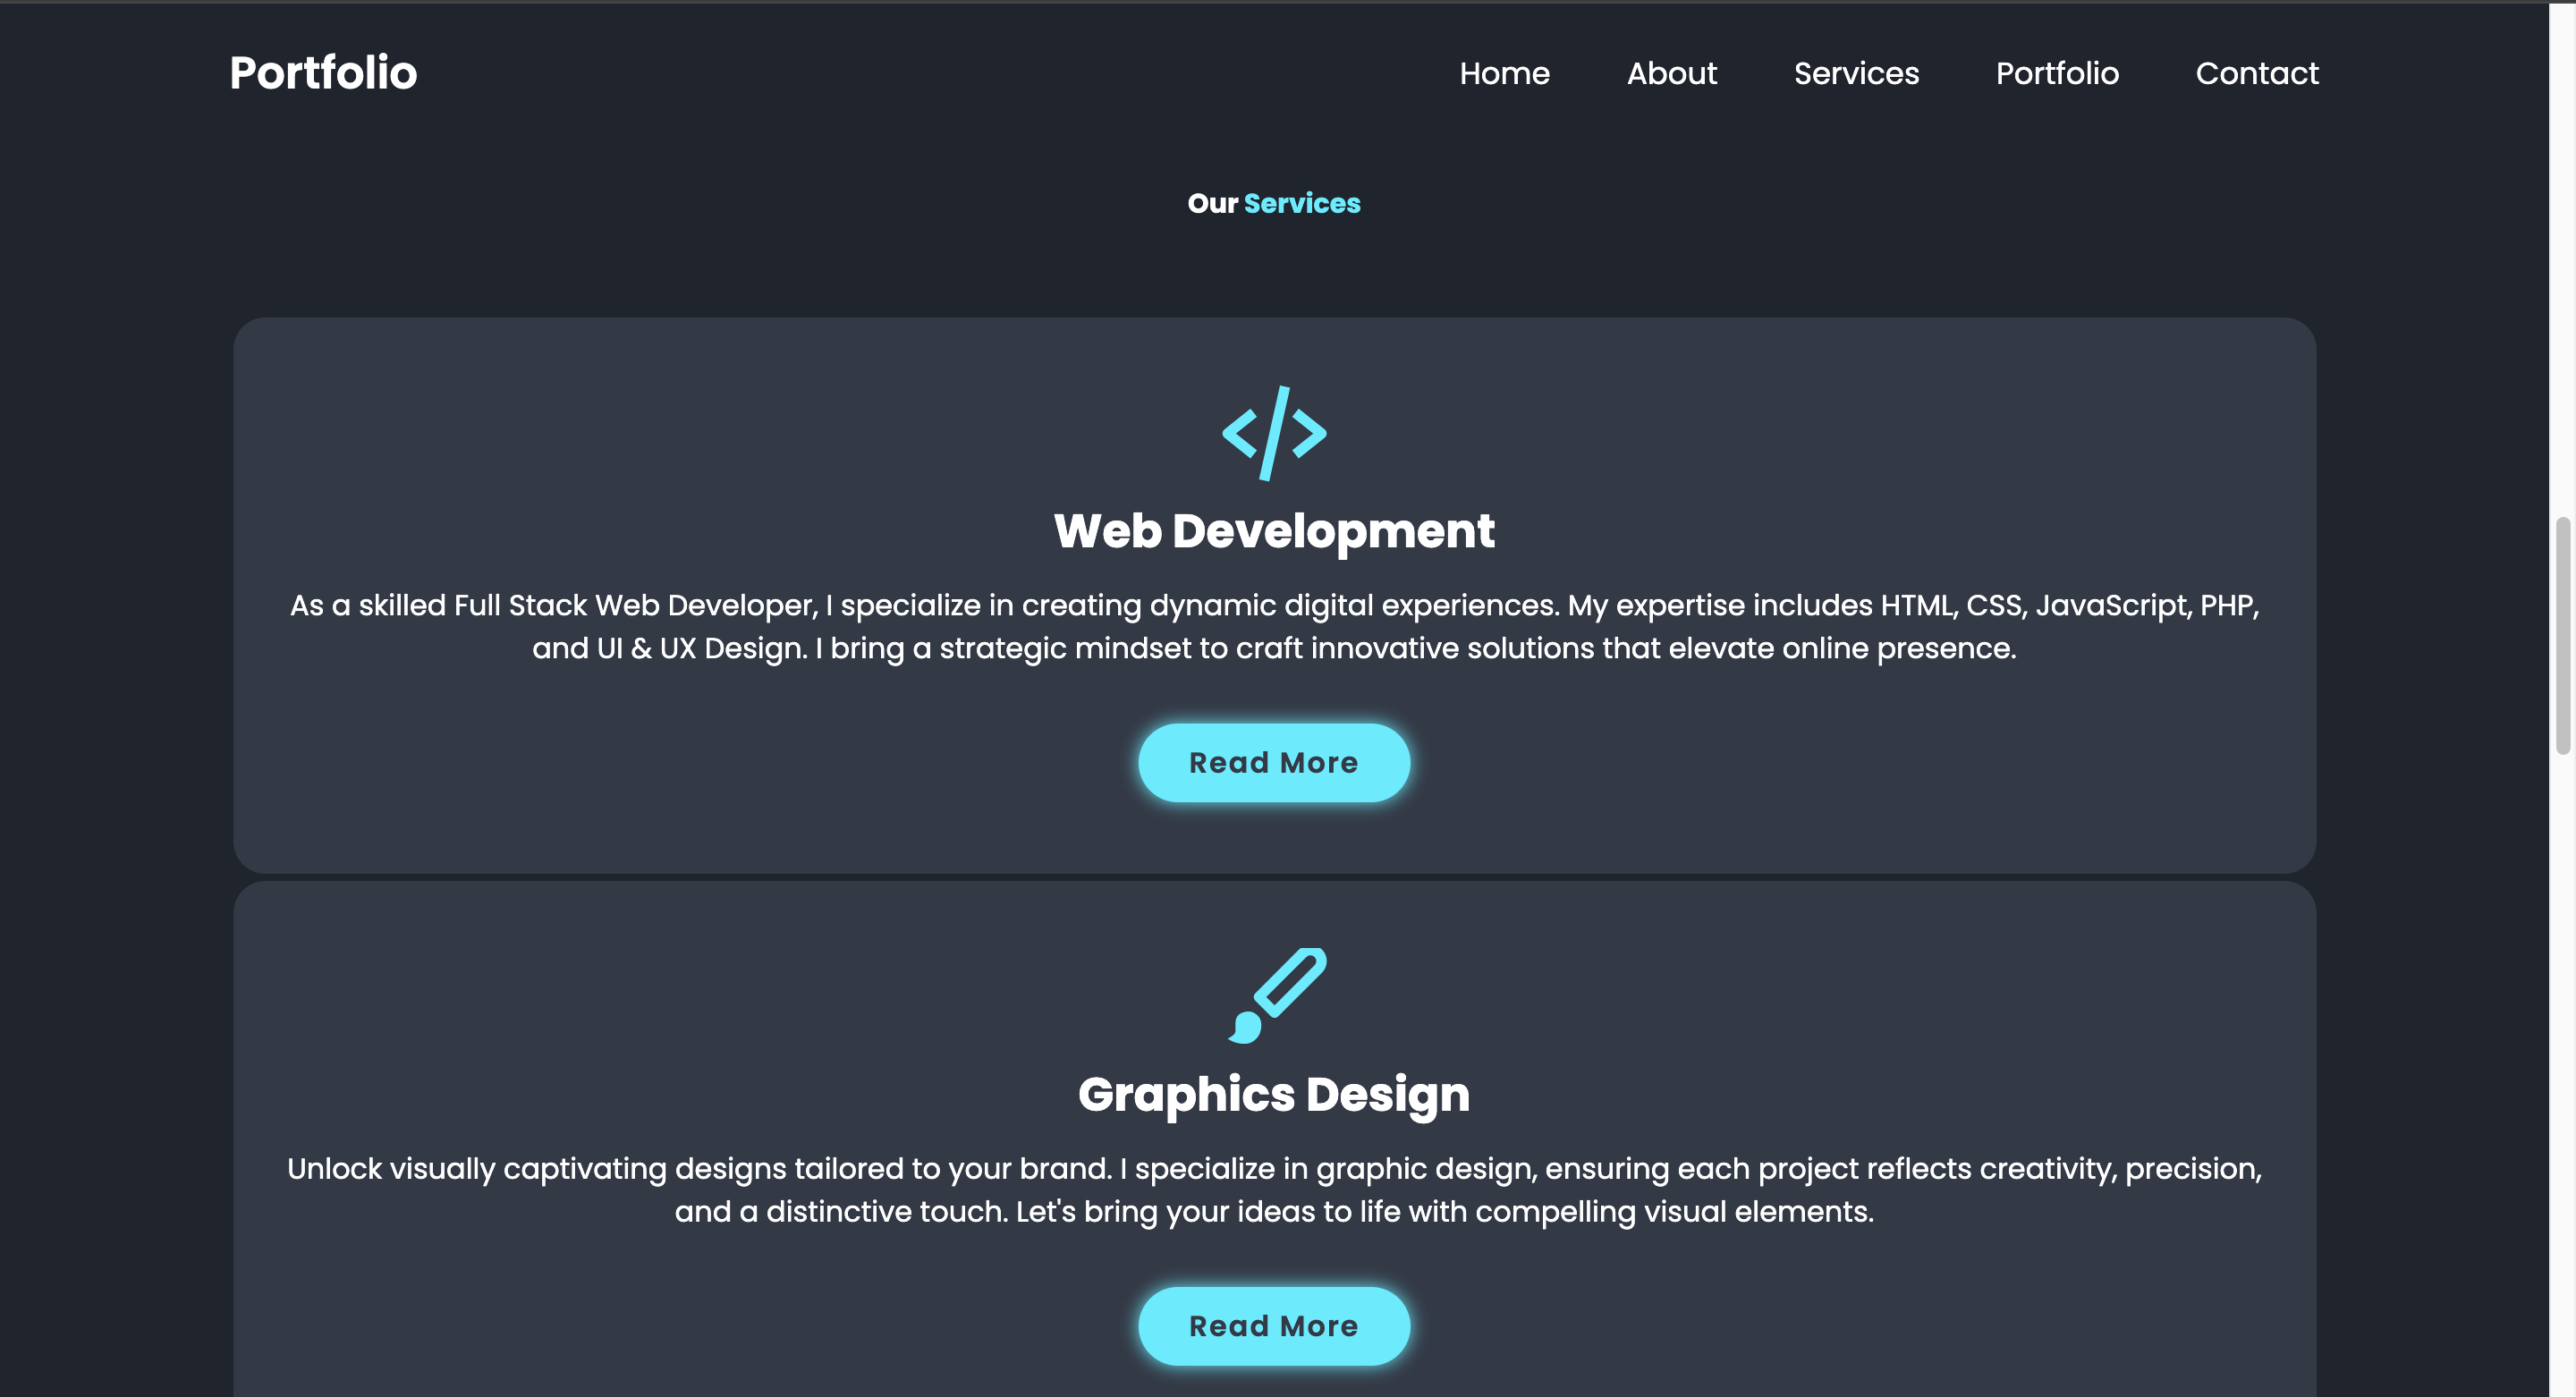 Portfolio
Home About Services Portfolio Contact
Our Services
Web Development
As a skilled Full Stack Web Developer, I specialize in creating dynamic digital experiences. My expertise includes HTML, CSS, JavaScript, PHP,
and UI & UX Design. I bring a strategic mindset to craft innovative solutions that elevate online presence.
Read More
Graphics Design
Unlock visually captivating designs tailored to your brand. I specialize in graphic design, ensuring each project reflects creativity, precision,
and a distinctive touch. Let's bring your ideas to life with compelling visual elements.
Read More